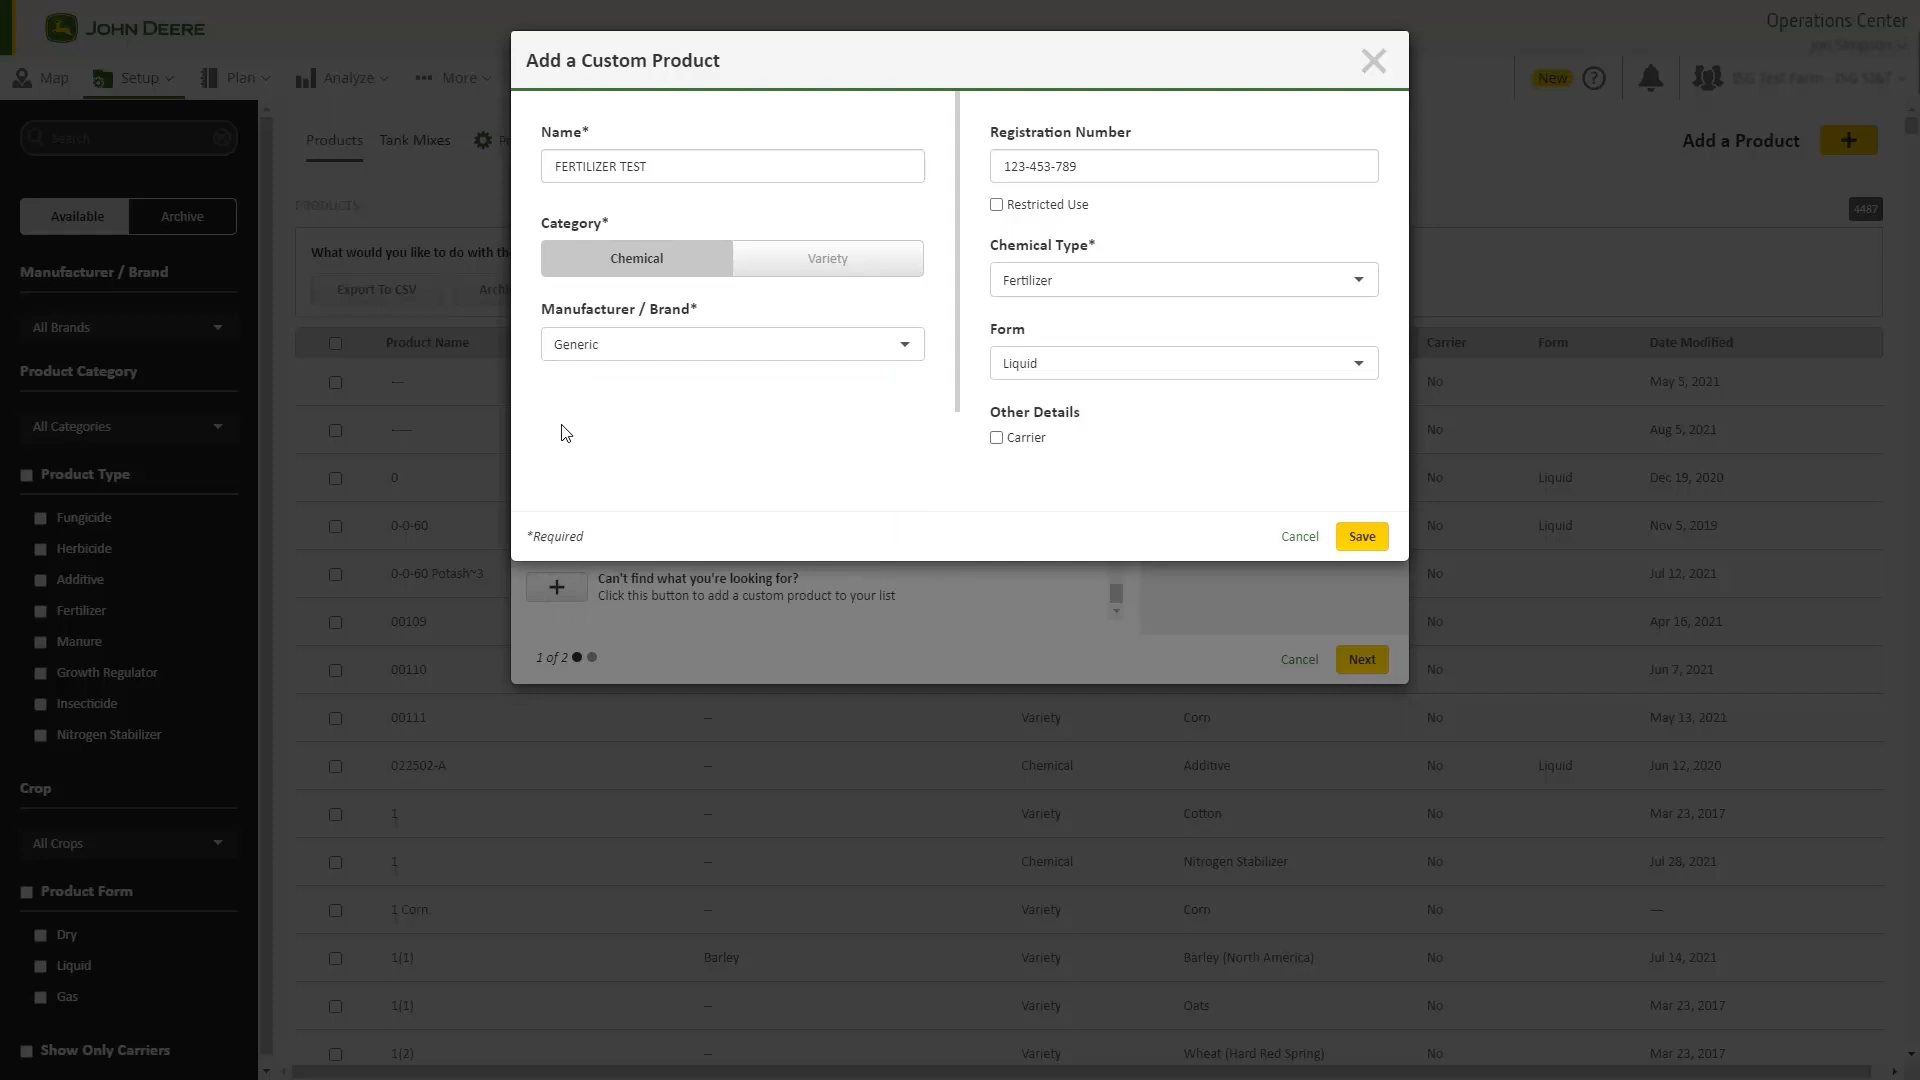 JOHN DEERE
Operations Center
Map
Setup
Plan
Analyze
More
New
Search
Available
Archive
Manufacturer / Brand
All Brands
Product Category
All Categories
Product Type
Fungicide
Herbicide
Additive
Fertilizer
Manure
Growth Regulator
Insecticide
Nitrogen Stabilizer
Crop
All Crops
Product Form
Dry
Liquid
Gas
Show Only Carriers
Products
Tank Mixes
Add a Product
PRODUCTS
4487
What would you like to do with the
Export To CSV
Product Name
Carrier
Form
Date Modified
---
No
May 5, 2021
No
Aug 5, 2021
0
No
Liquid
Dec 19, 2020
0-0-60
No
Liquid
Nov 5, 2019
0-0-60 Potash~3
No
Jul 12, 2021
00109
No
Apr 16, 2021
00110
No
Jun 7, 2021
00111
--
Variety
Corn
No
May 13, 2021
022502-A
--
Chemical
Additive
No
Liquid
Jun 12, 2020
1
--
Variety
Cotton
No
Mar 23, 2017
1
--
Chemical
Nitrogen Stabilizer
No
Jul 28, 2021
1 Corn
--
Variety
Corn
No
---
1(1)
Barley
Variety
Barley (North America)
No
Jul 14, 2021
1(1)
--
Variety
Oats
No
Mar 23, 2017
1(2)
--
Variety
Wheat (Hard Red Spring)
No
Mar 23, 2017
Add a Custom Product
Name*
FERTILIZER TEST
Category*
Chemical
Variety
Manufacturer / Brand*
Generic
Registration Number
123-453-789
Restricted Use
Chemical Type*
Fertilizer
Form
Liquid
Other Details
Carrier
*Required
Cancel
Save
Can't find what you're looking for?
Click this button to add a custom product to your list
1 of 2
Cancel
Next